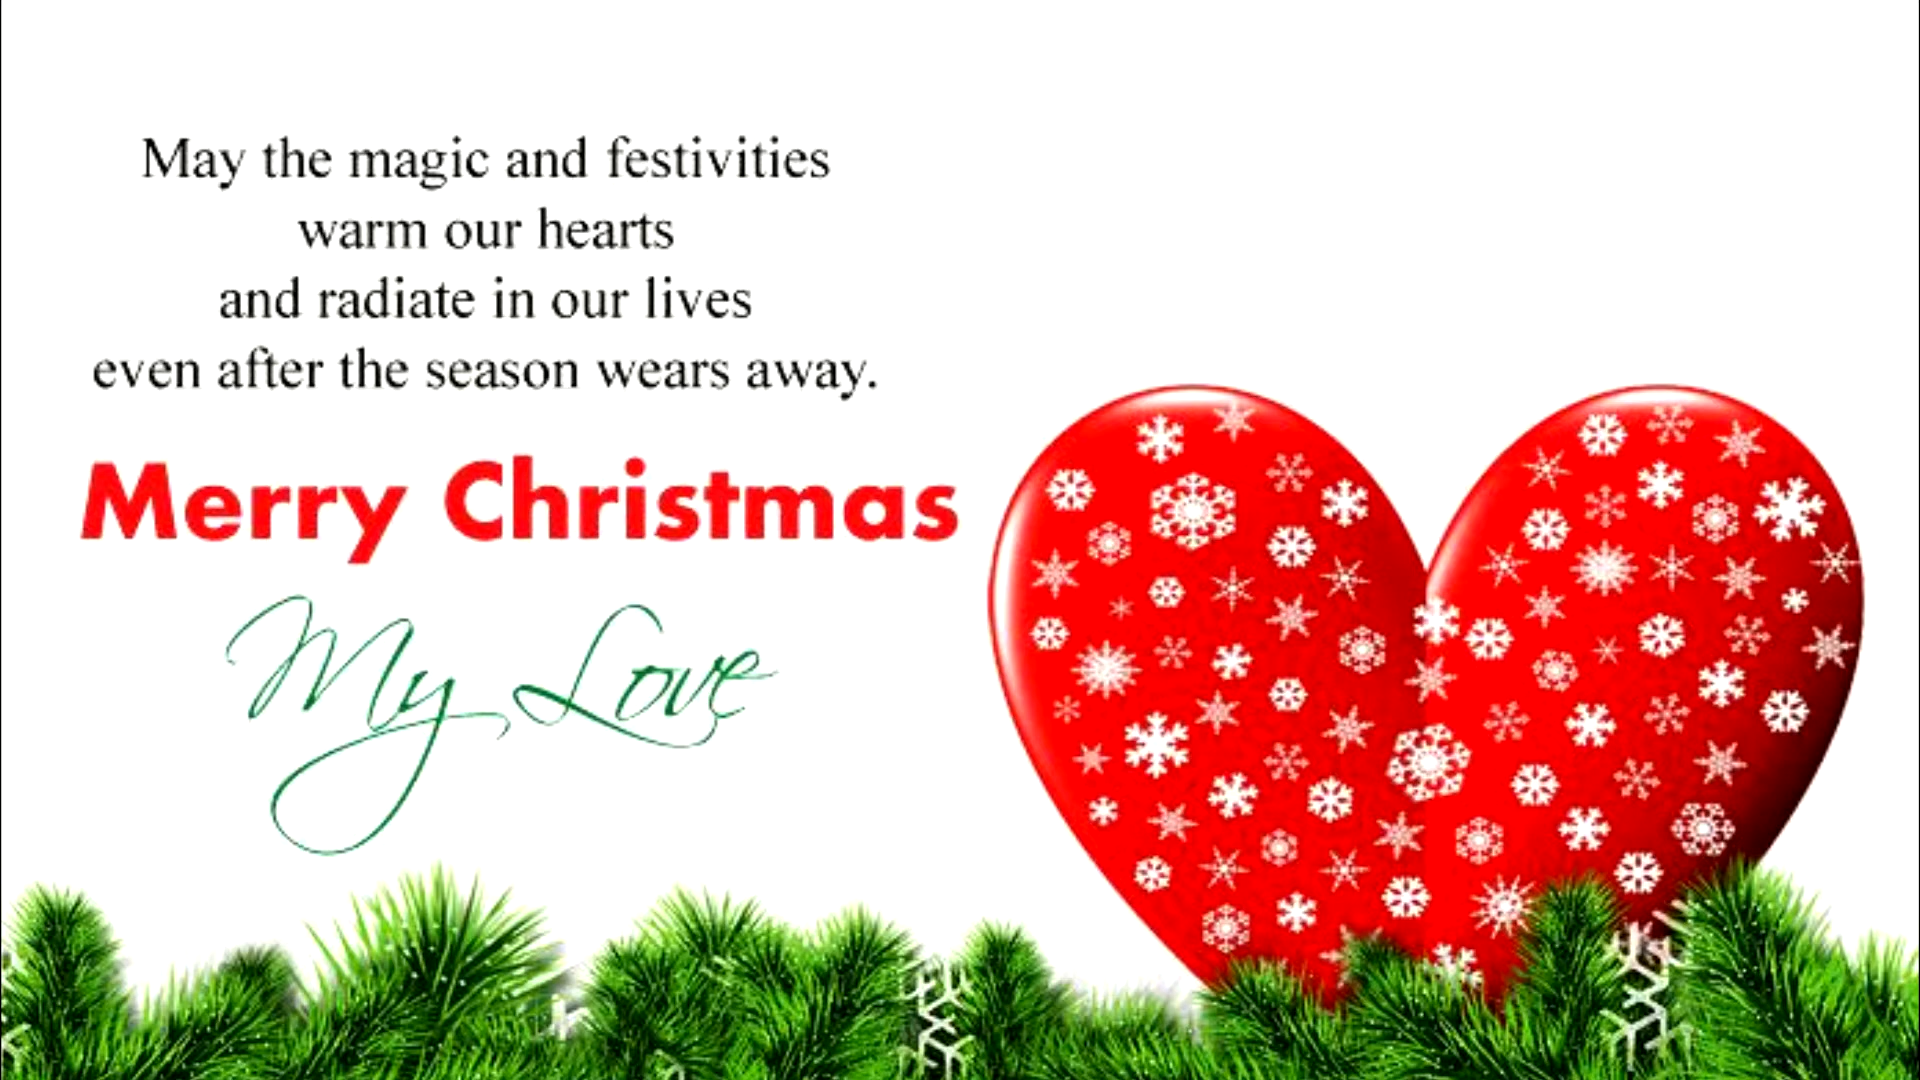 May the magic and festivities
warm our hearts
and radiate in our lives
even after the season wears away.
Merry Christmas
My Love